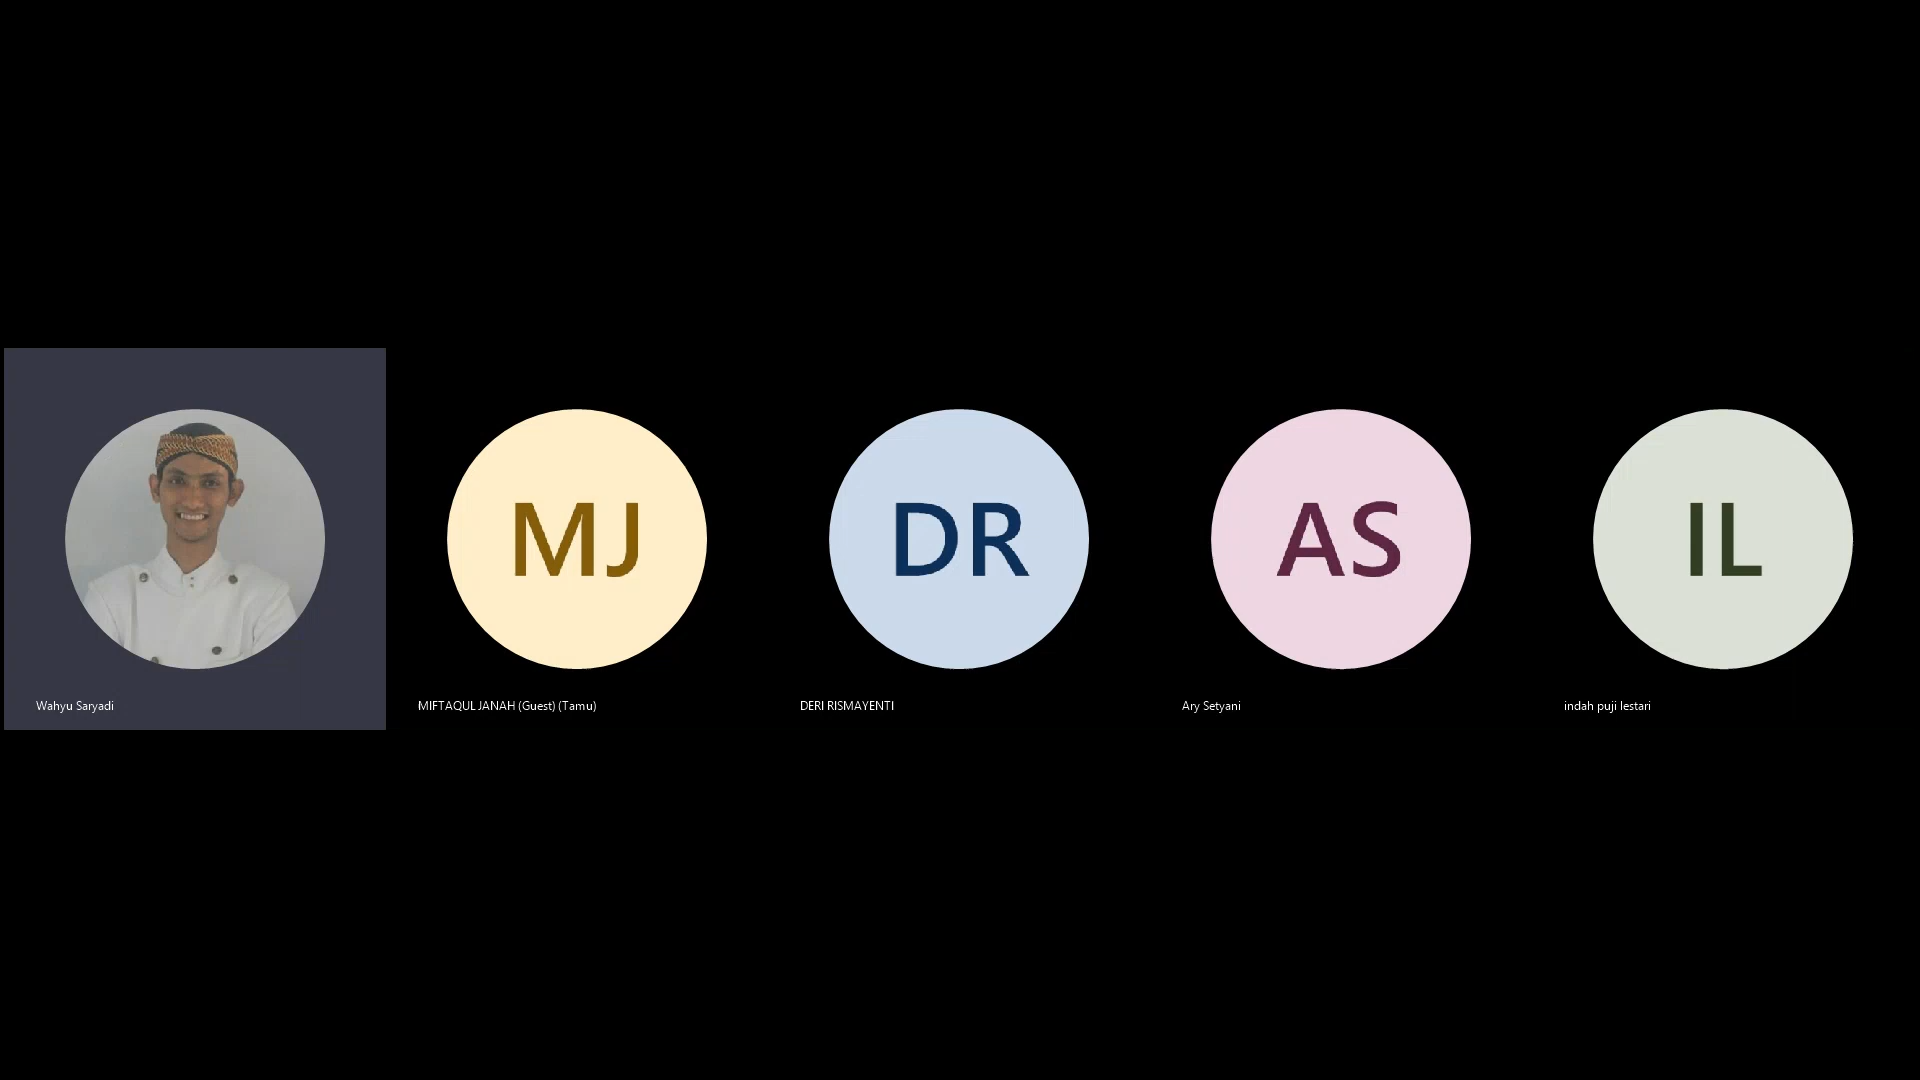 MJ
DR
AS
IL
Wahyu Saryadi
MIFTAQUL JANAH (Guest) (Tamu)
DERI RISMAYENTI
Ary Setyani
indah puji lestari